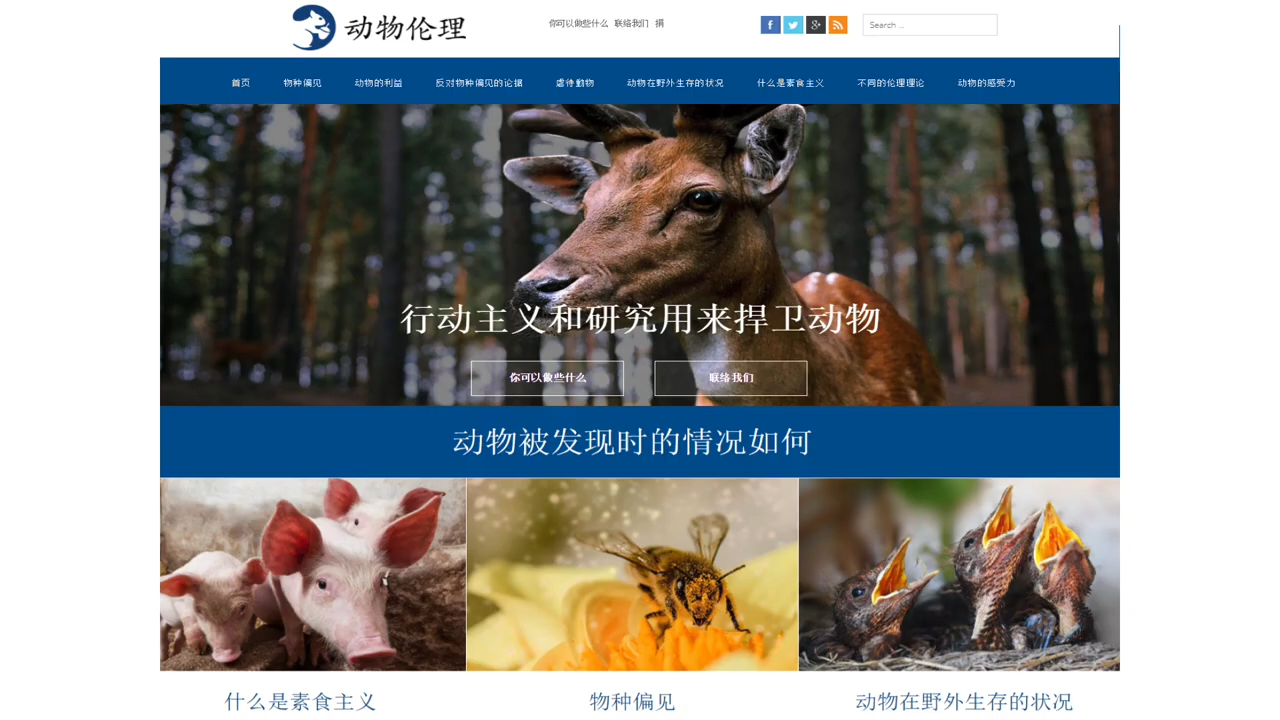 动物伦理
你可以做些什么 联络我们 捐
Search ...
首页 物种偏见 动物的利益 反对物种偏见的论据 虐待動物 动物在野外生存的状况 什么是素食主义 不同的伦理理论 动物的感受力
行动主义和研究用来捍卫动物
你可以做些什么 联络我们
动物被发现时的情况如何
什么是素食主义 物种偏见 动物在野外生存的状况